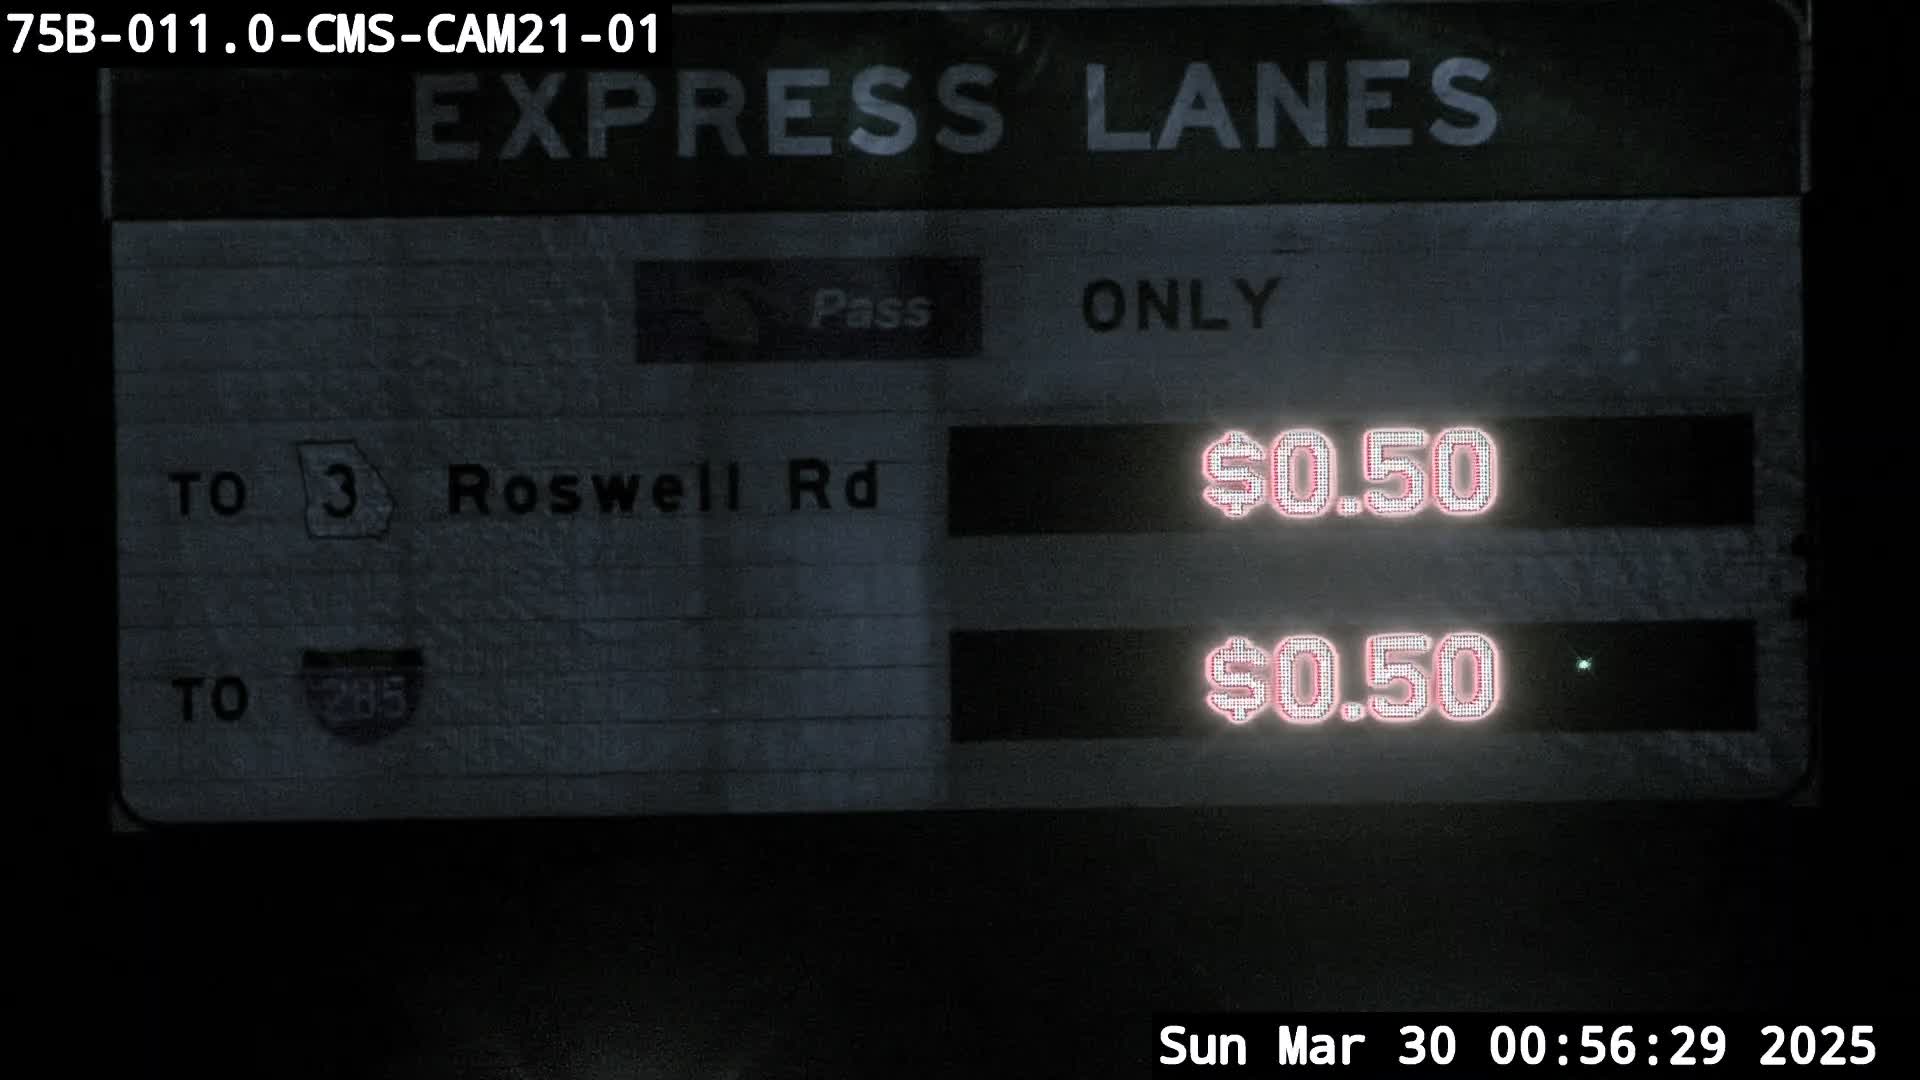 75B-011.0-CMS-CAM21-01
EXPRESS LANES
Pass ONLY
TO 3 Roswell Rd $0.50
TO 285 $0.50
Sun Mar 30 00:56:29 2025